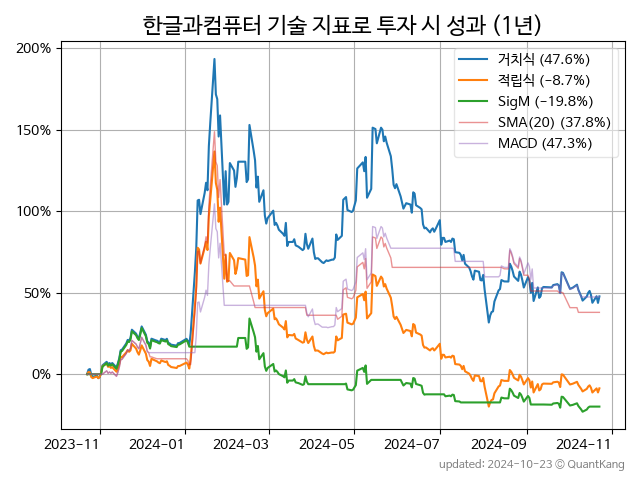 한글과컴퓨터 기술 지표로 투자 시 성과 (1년)
거치식 (47.6%)
적립식 (-8.7%)
SigM (-19.8%)
SMA(20) (37.8%)
MACD (47.3%)
200%
150%
100%
50%
0%
2023-11 2024-01 2024-03 2024-05 2024-07 2024-09 2024-11
updated: 2024-10-23 © QuantKang